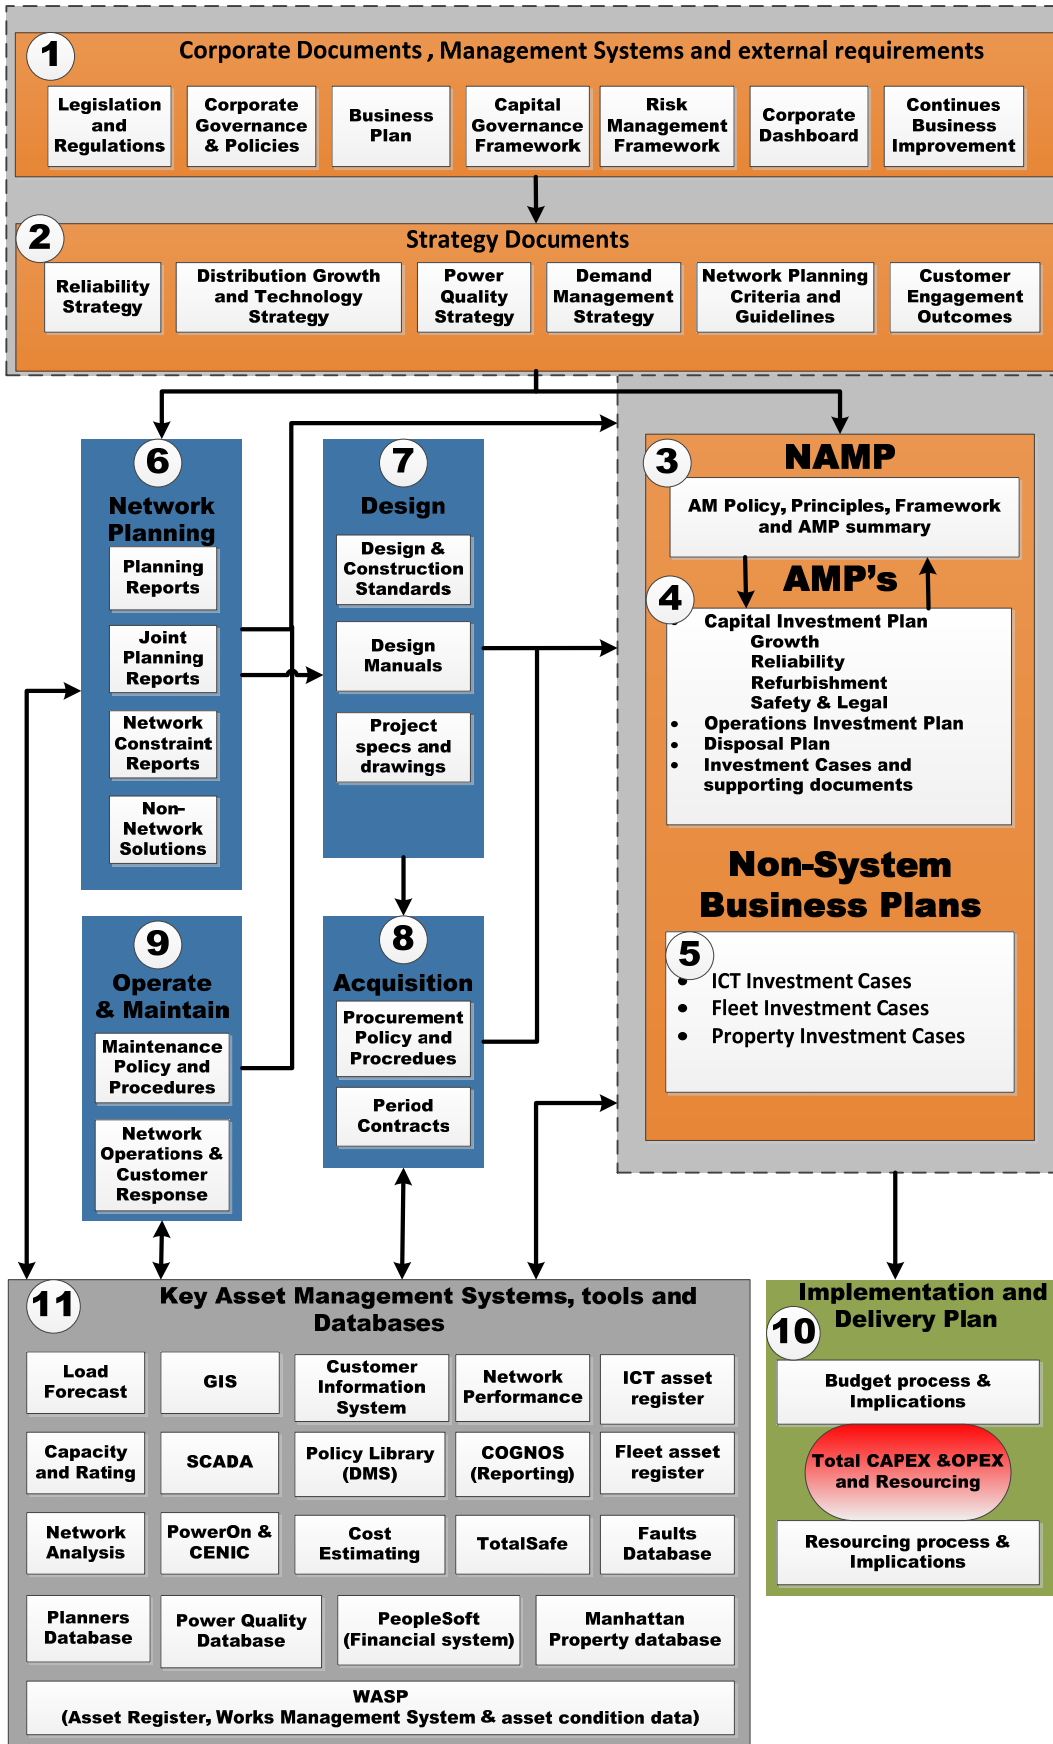 1
Corporate Documents , Management Systems and external requirements
Legislation
and
Regulations
Corporate
Governance
& Policies
Business
Plan
Capital
Governance
Framework
Risk
Management
Framework
Corporate
Dashboard
Continues
Business
Improvement
2
Strategy Documents
Reliability
Strategy
Distribution Growth
and Technology
Strategy
Power
Quality
Strategy
Demand
Management
Strategy
Network Planning
Criteria and
Guidelines
Customer
Engagement
Outcomes
6
Network
Planning
Planning
Reports
Joint
Planning
Reports
Network
Constraint
Reports
Non-
Network
Solutions
7
Design
Design &
Construction
Standards
Design
Manuals
Project
specs and
drawings
3
NAMP
AM Policy, Principles, Framework
and AMP summary
AMP's
4
• Capital Investment Plan
Growth
Reliability
Refurbishment
Safety & Legal
• Operations Investment Plan
• Disposal Plan
• Investment Cases and
supporting documents
Non-System
Business Plans
5
• ICT Investment Cases
• Fleet Investment Cases
• Property Investment Cases
9
Operate
& Maintain
Maintenance
Policy and
Procedures
Network
Operations &
Customer
Response
8
Acquisition
Procurement
Policy and
Procredues
Period
Contracts
11
Key Asset Management Systems, tools and
Databases
Load
Forecast
GIS
Customer
Information
System
Network
Performance
ICT asset
register
Capacity
and Rating
SCADA
Policy Library
(DMS)
COGNOS
(Reporting)
Fleet asset
register
Network
Analysis
PowerOn &
CENIC
Cost
Estimating
TotalSafe
Faults
Database
Planners
Database
Power Quality
Database
PeopleSoft
(Financial system)
Manhattan
Property database
WASP
(Asset Register, Works Management System & asset condition data)
Implementation and
Delivery Plan
10
Budget process &
Implications
Total CAPEX &OPEX
and Resourcing
Resourcing process &
Implications